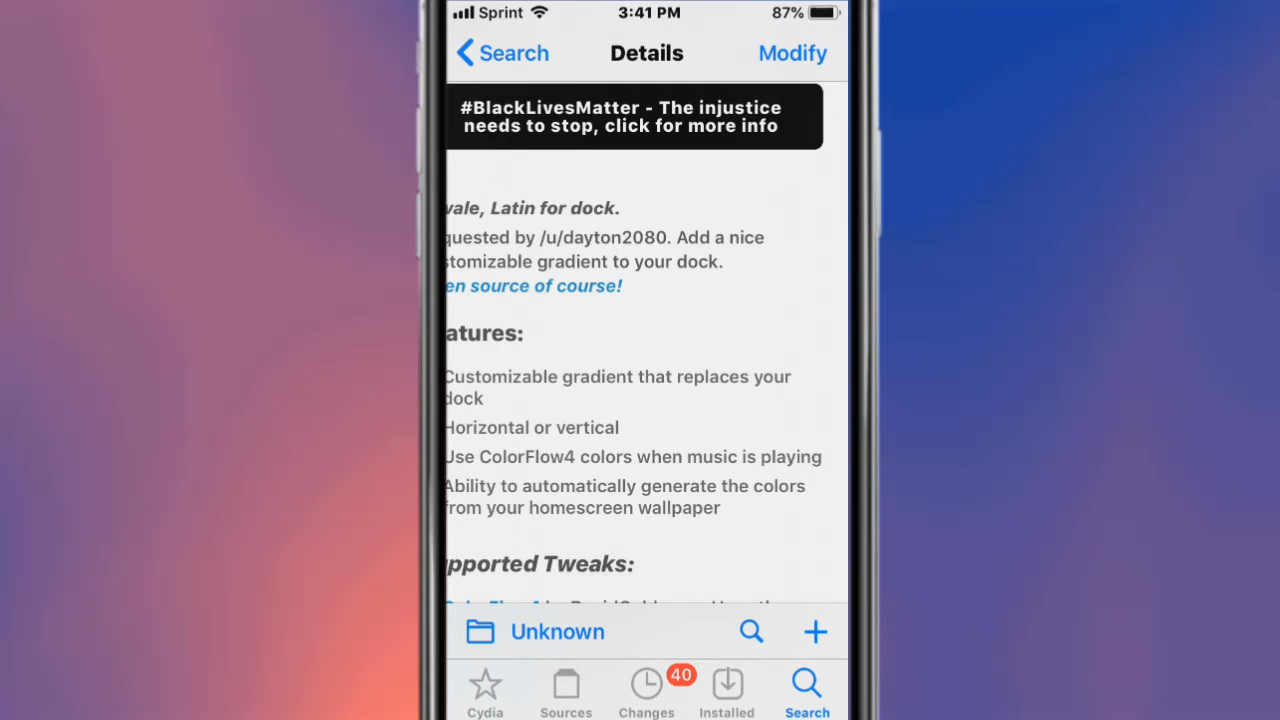 Sprint 3:41 PM 87%
Search Details Modify
#BlackLivesMatter - The injustice
needs to stop, click for more info
vale, Latin for dock.
quested by /u/dayton2080. Add a nice
stomizable gradient to your dock.
en source of course!
atures:
Customizable gradient that replaces your
dock
Horizontal or vertical
Use ColorFlow4 colors when music is playing
Ability to automatically generate the colors
from your homescreen wallpaper
pported Tweaks:
Unknown
40
Cydia Sources Changes Installed Search